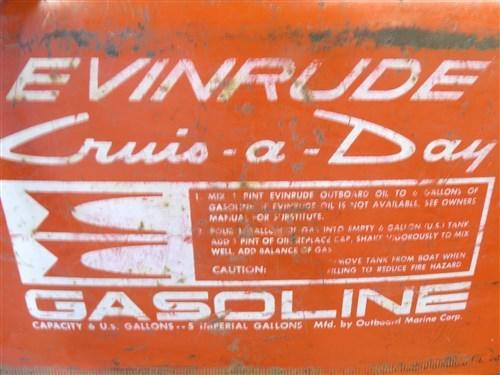 EVINRUDE
Cruis-a-Day
1. MIX 1 PINT EVINRUDE OUTBOARD OIL TO 6 GALLONS OF
GASOLINE. IF EVINRUDE OIL IS NOT AVAILABLE, SEE OWNERS
MANUAL FOR SUBSTITUTE.
2. POUR 1 GALLON OF GAS INTO EMPTY 6 GALLON (U.S.) TANK.
ADD 1 PINT OF OIL, REPLACE CAP, SHAKE VIGOROUSLY TO MIX
WELL, ADD BALANCE OF GAS
CAUTION: REMOVE TANK FROM BOAT WHEN
FILLING TO REDUCE FIRE HAZARD
GASOLINE
CAPACITY 6 U.S. GALLONS--5 IMPERIAL GALLONS Mfd. by Outboard Marine Corp.